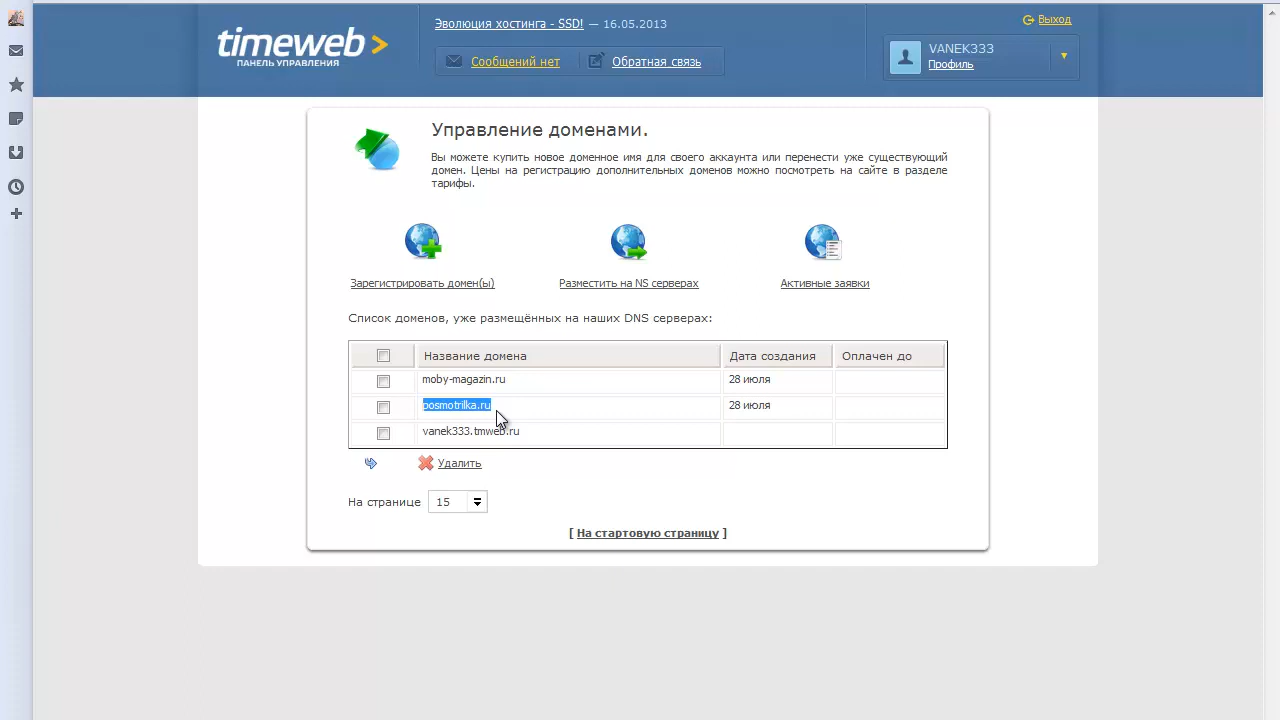 timeweb
ПАНЕЛЬ УПРАВЛЕНИЯ
Эволюция хостинга - SSD! — 16.05.2013
Сообщений нет
Обратная связь
Выход
VANEK333
Профиль
Управление доменами.
Вы можете купить новое доменное имя для своего аккаунта или перенести уже существующий
домен. Цены на регистрацию дополнительных доменов можно посмотреть на сайте в разделе
тарифы.
Зарегистрировать домен(ы)
Разместить на NS серверах
Активные заявки
Список доменов, уже размещённых на наших DNS серверах:
Название домена Дата создания Оплачен до
moby-magazin.ru 28 июля
posmotrilka.ru 28 июля
vanek333.tmweb.ru
Удалить
На странице 15
[ На стартовую страницу ]